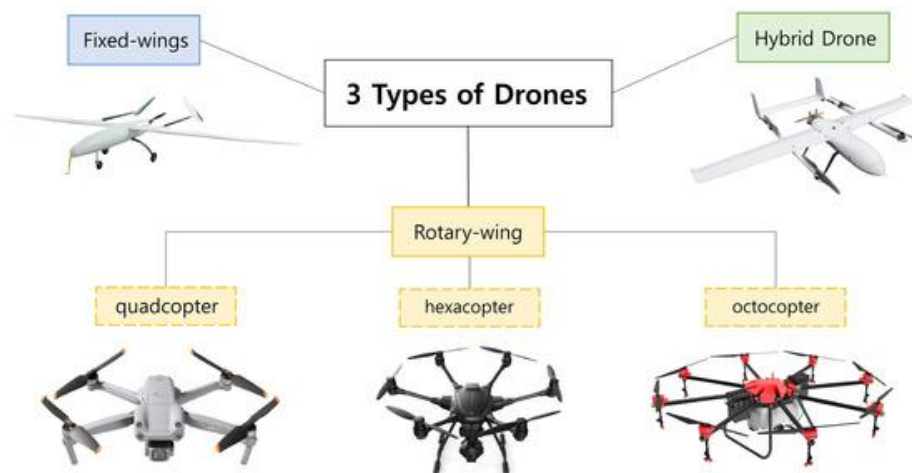 Fixed-wings
Hybrid Drone
3 Types of Drones
Rotary-wing
quadcopter
hexacopter
octocopter